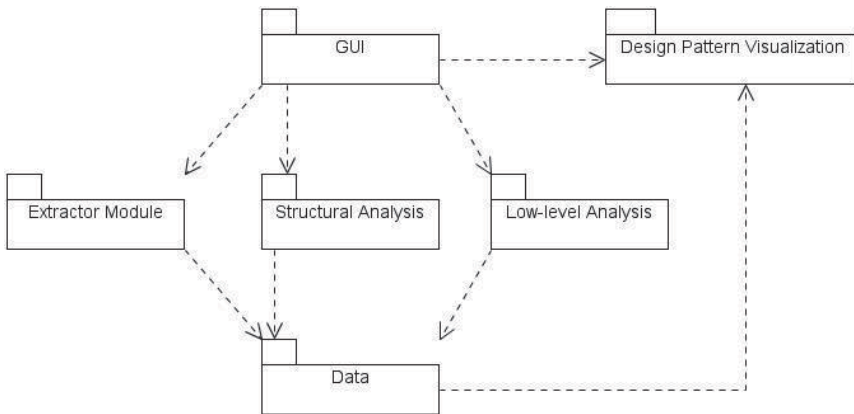 GUI
Design Pattern Visualization
Extractor Module
Structural Analysis
Low-level Analysis
Data